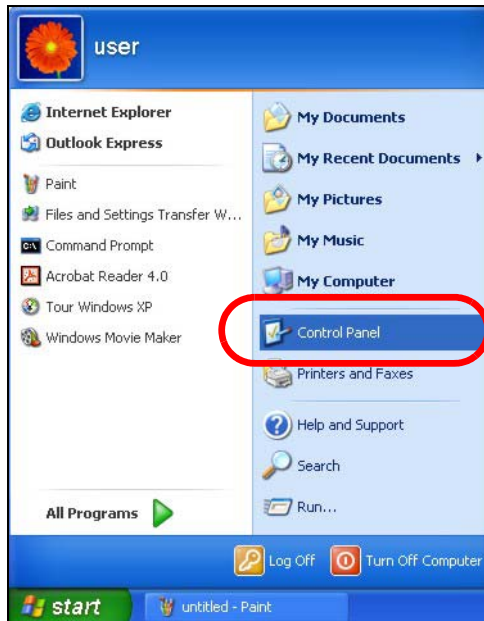 user
Internet Explorer
Outlook Express
Paint
Files and Settings Transfer W...
Command Prompt
Acrobat Reader 4.0
Tour Windows XP
Windows Movie Maker
All Programs
My Documents
My Recent Documents
My Pictures
My Music
My Computer
Control Panel
Printers and Faxes
Help and Support
Search
Run...
Log Off
Turn Off Computer
start
untitled - Paint